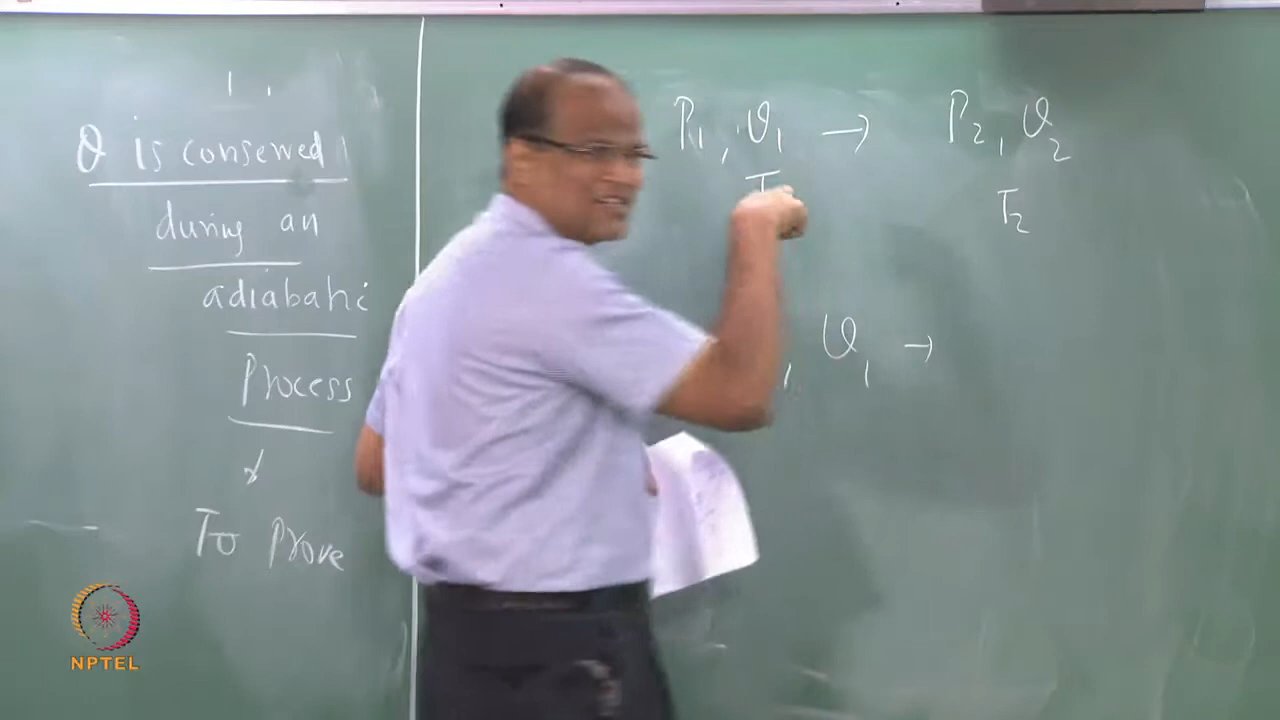 θ is conserved
during an
adiabatic
Process
To Prove
P₁, θ₁ → P₂, θ₂
T₂
, θ₁ →
NPTEL